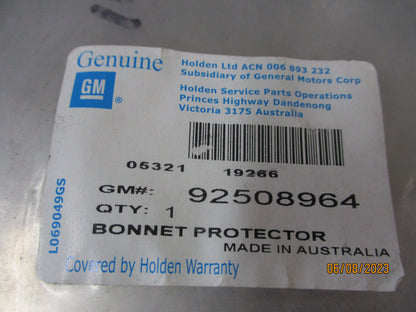 Genuine
GM
Holden Ltd ACN 006 893 232
Subsidiary of General Motors Corp
Holden Service Parts Operations
Princes Highway Dandenong
Victoria 3175 Australia
05321 19266
GM#: 92508964
QTY: 1
BONNET PROTECTOR
MADE IN AUSTRALIA
Covered by Holden Warranty
L069049GS
06/09/2023